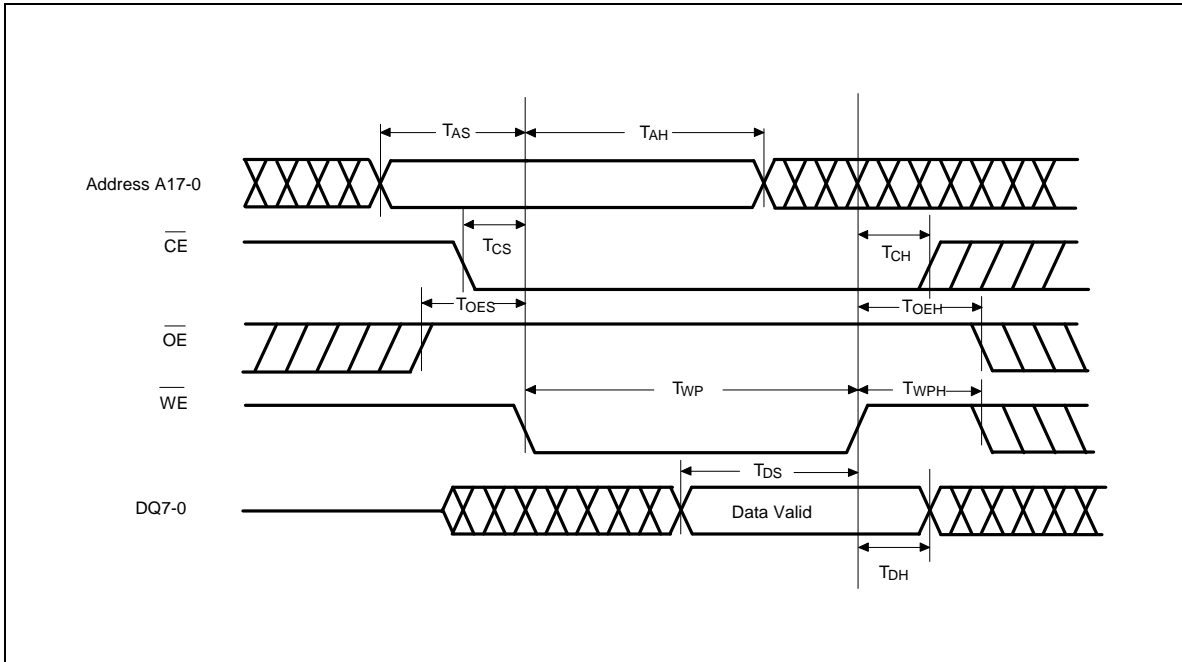 TAS
TAH
Address A17-0
TCS
TCH
CE
TOES
TOEH
OE
TWP
TWPH
WE
TDS
DQ7-0
Data Valid
TDH